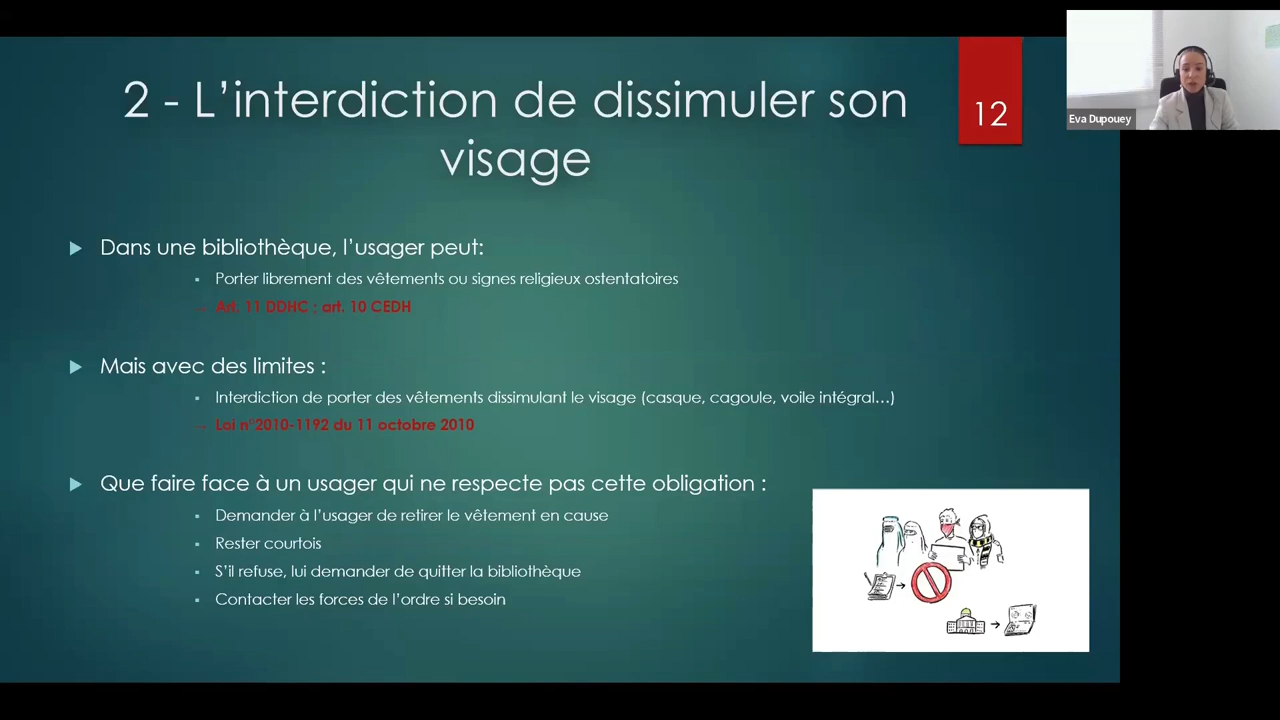 2 - L’interdiction de dissimuler son
visage
12
Eva Dupouey
Dans une bibliothèque, l’usager peut:
Porter librement des vêtements ou signes religieux ostentatoires
Art. 11 DDHC ; art. 10 CEDH
Mais avec des limites :
Interdiction de porter des vêtements dissimulant le visage (casque, cagoule, voile intégral…)
Loi n°2010-1192 du 11 octobre 2010
Que faire face à un usager qui ne respecte pas cette obligation :
Demander à l’usager de retirer le vêtement en cause
Rester courtois
S’il refuse, lui demander de quitter la bibliothèque
Contacter les forces de l’ordre si besoin